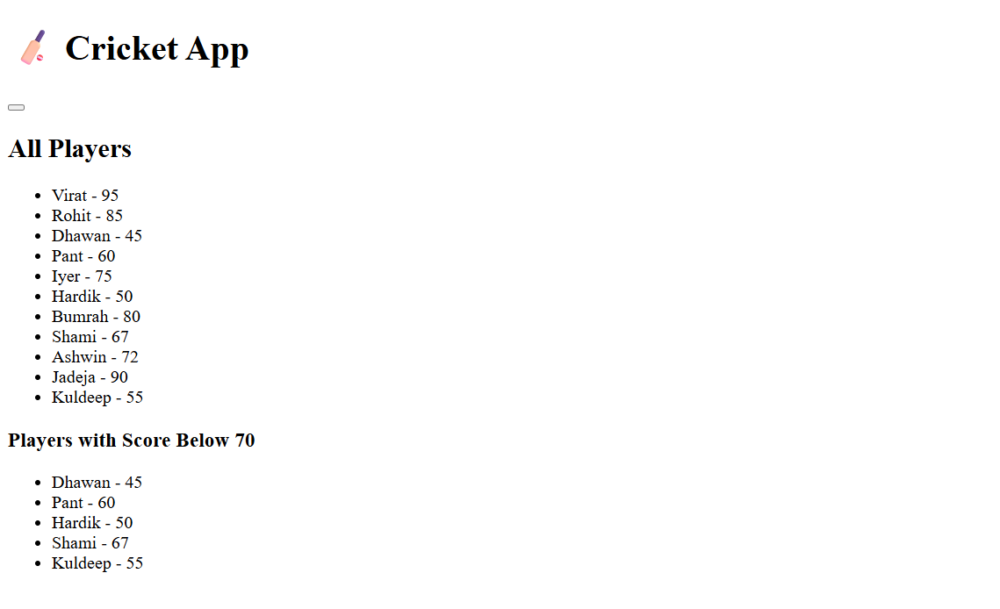 Cricket App
All Players
Virat - 95
Rohit - 85
Dhawan - 45
Pant - 60
Iyer - 75
Hardik - 50
Bumrah - 80
Shami - 67
Ashwin - 72
Jadeja - 90
Kuldeep - 55
Players with Score Below 70
Dhawan - 45
Pant - 60
Hardik - 50
Shami - 67
Kuldeep - 55